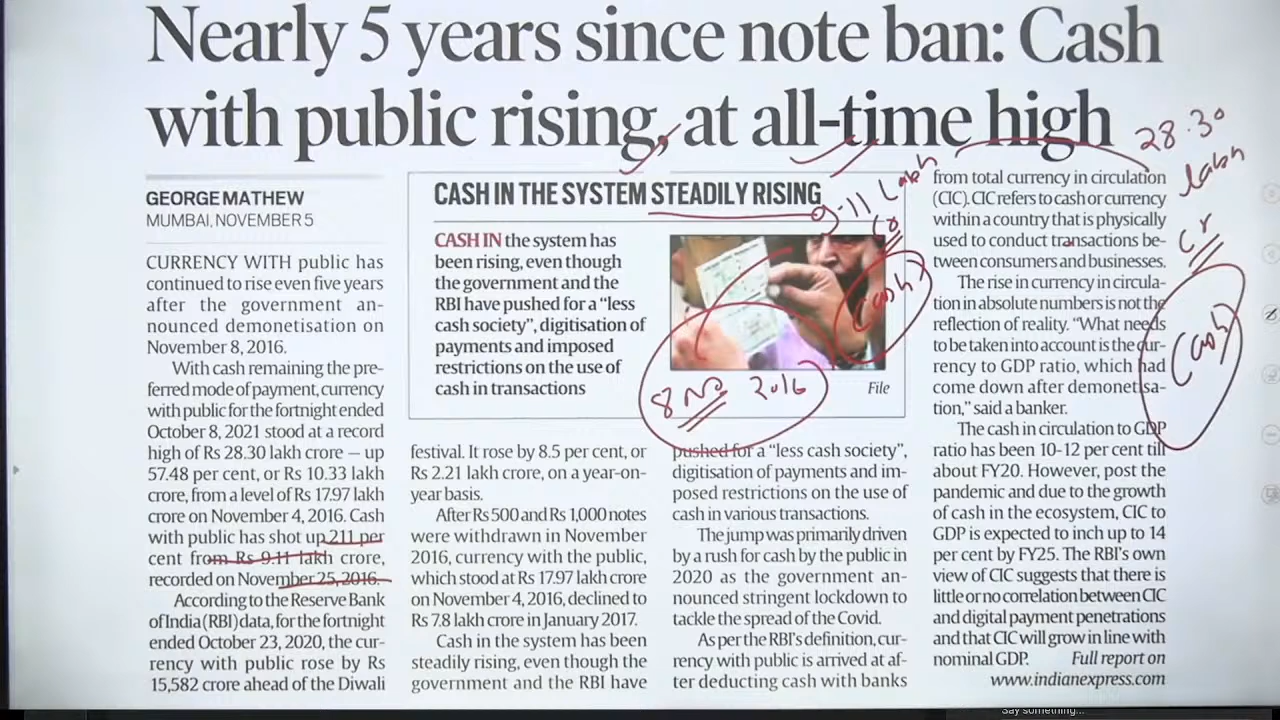 Nearly 5 years since note ban: Cash
with public rising, at all-time high
GEORGE MATHEW
MUMBAI, NOVEMBER 5
CURRENCY WITH public has
continued to rise even five years
after the government an-
nounced demonetisation on
November 8, 2016.
With cash remaining the pre-
ferred mode of payment, currency
with public for the fortnight ended
October 8, 2021 stood at a record
high of Rs 28.30 lakh crore — up
57.48 per cent, or Rs 10.33 lakh
crore, from a level of Rs 17.97 lakh
crore on November 4, 2016. Cash
with public has shot up 211 per
cent from Rs 9.11 lakh crore,
recorded on November 25, 2016.
According to the Reserve Bank
of India (RBI) data, for the fortnight
ended October 23, 2020, the cur-
rency with public rose by Rs
15,582 crore ahead of the Diwali
CASH IN THE SYSTEM STEADILY RISING
CASH IN the system has
been rising, even though
the government and the
RBI have pushed for a “less
cash society”, digitisation of
payments and imposed
restrictions on the use of
cash in transactions
File
9.11 Lakh
Cr
(Cash)
8 Nov 2016
festival. It rose by 8.5 per cent, or
Rs 2.21 lakh crore, on a year-on-
year basis.
After Rs 500 and Rs 1,000 notes
were withdrawn in November
2016, currency with the public,
which stood at Rs 17.97 lakh crore
on November 4, 2016, declined to
Rs 7.8 lakh crore in January 2017.
Cash in the system has been
steadily rising, even though the
government and the RBI have
pushed for a “less cash society”,
digitisation of payments and im-
posed restrictions on the use of
cash in various transactions.
The jump was primarily driven
by a rush for cash by the public in
2020 as the government an-
nounced stringent lockdown to
tackle the spread of the Covid.
As per the RBI’s definition, cur-
rency with public is arrived at af-
ter deducting cash with banks
from total currency in circulation
(CIC). CIC refers to cash or currency
within a country that is physically
used to conduct transactions be-
tween consumers and businesses.
The rise in currency in circula-
tion in absolute numbers is not the
reflection of reality. “What needs
to be taken into account is the cur-
rency to GDP ratio, which had
come down after demonetisa-
tion,” said a banker.
The cash in circulation to GDP
ratio has been 10-12 per cent till
about FY20. However, post the
pandemic and due to the growth
of cash in the ecosystem, CIC to
GDP is expected to inch up to 14
per cent by FY25. The RBI’s own
view of CIC suggests that there is
little or no correlation between CIC
and digital payment penetrations
and that CIC will grow in line with
nominal GDP. Full report on
www.indianexpress.com
28.30
lakh
Cr
(Cash)
Say something...